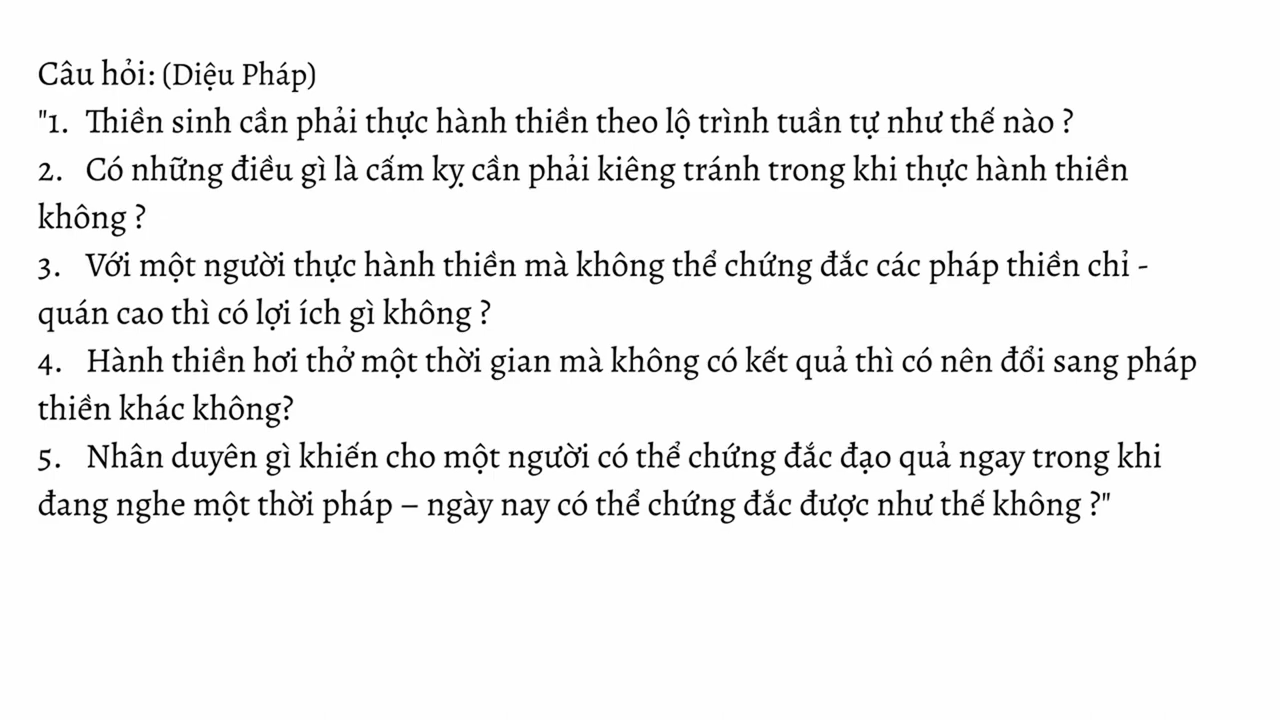 Câu hỏi: (Diệu Pháp)
"1. Thiền sinh cần phải thực hành thiền theo lộ trình tuần tự như thế nào ?
2. Có những điều gì là cấm kỵ cần phải kiêng tránh trong khi thực hành thiền
không ?
3. Với một người thực hành thiền mà không thể chứng đắc các pháp thiền chỉ -
quán cao thì có lợi ích gì không ?
4. Hành thiền hơi thở một thời gian mà không có kết quả thì có nên đổi sang pháp
thiền khác không?
5. Nhân duyên gì khiến cho một người có thể chứng đắc đạo quả ngay trong khi
đang nghe một thời pháp – ngày nay có thể chứng đắc được như thế không ?"